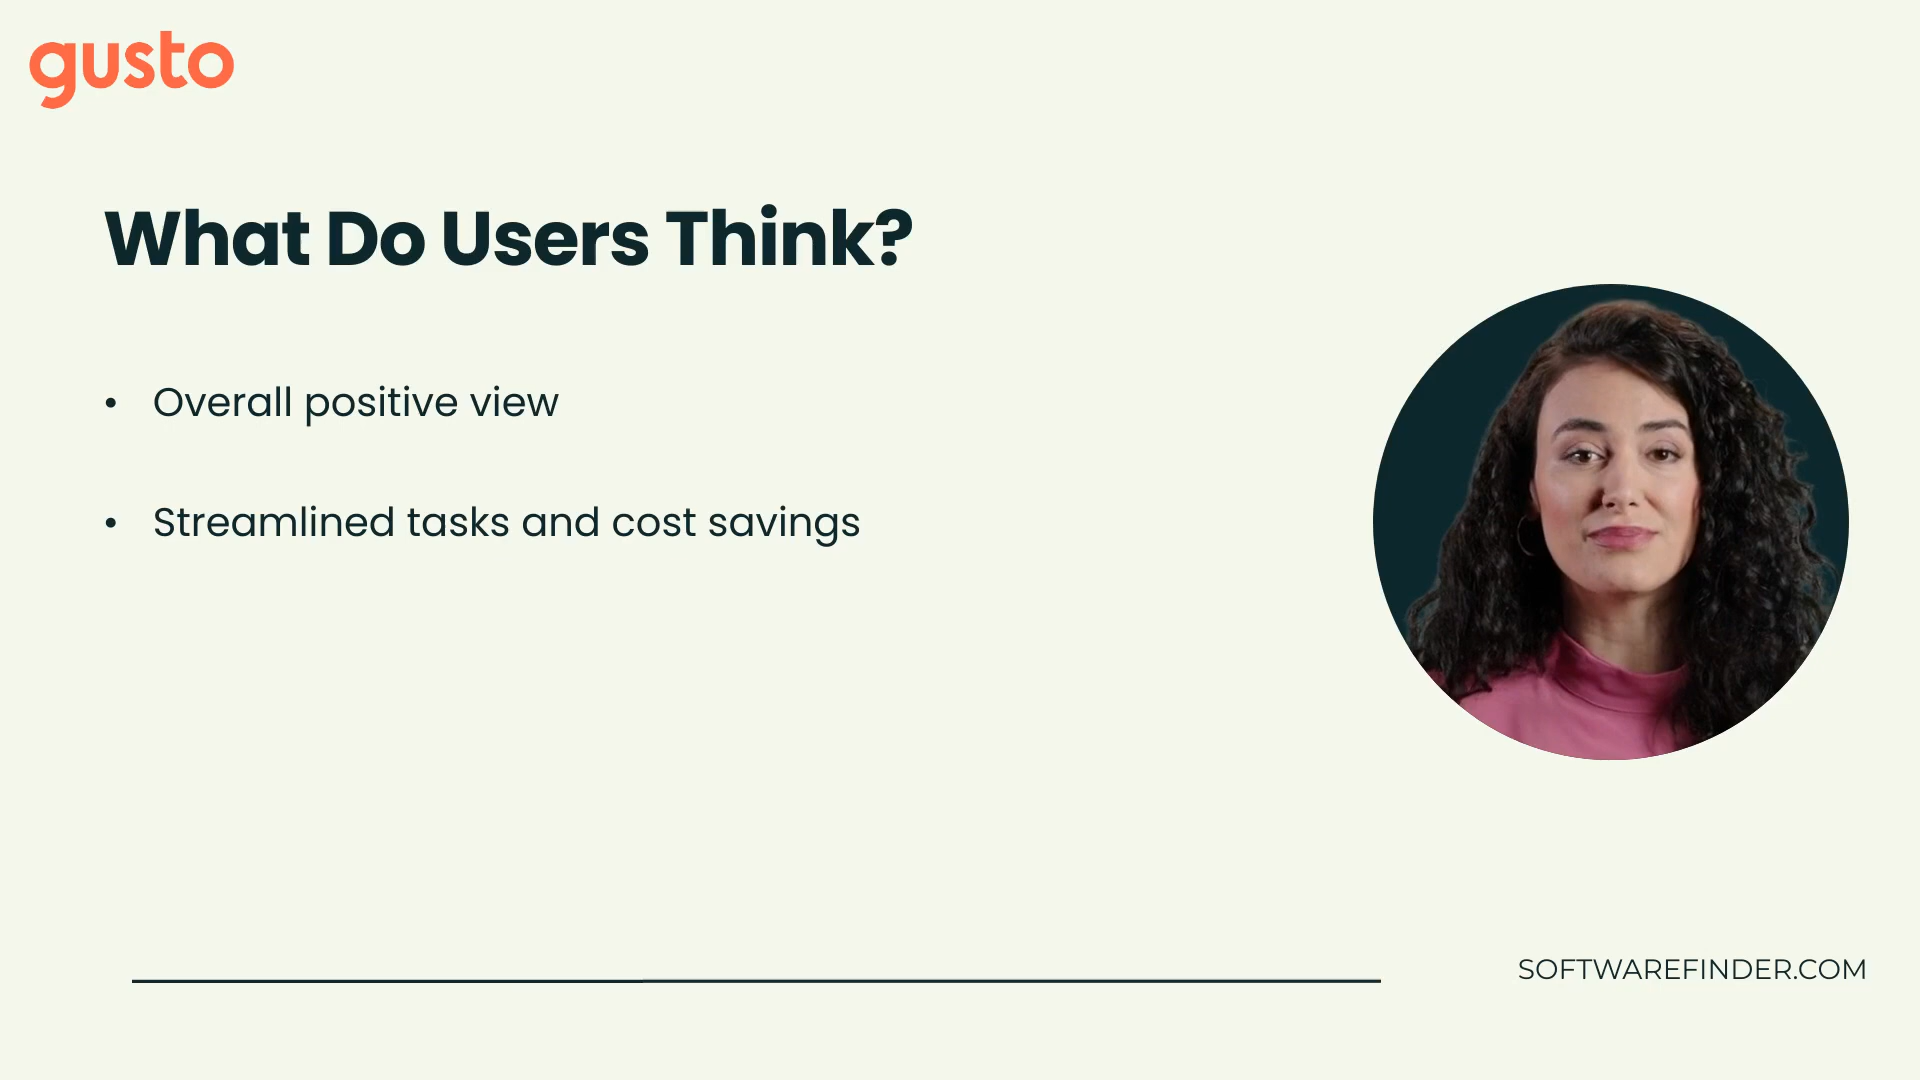 gusto
What Do Users Think?
• Overall positive view
• Streamlined tasks and cost savings
SOFTWAREFINDER.COM